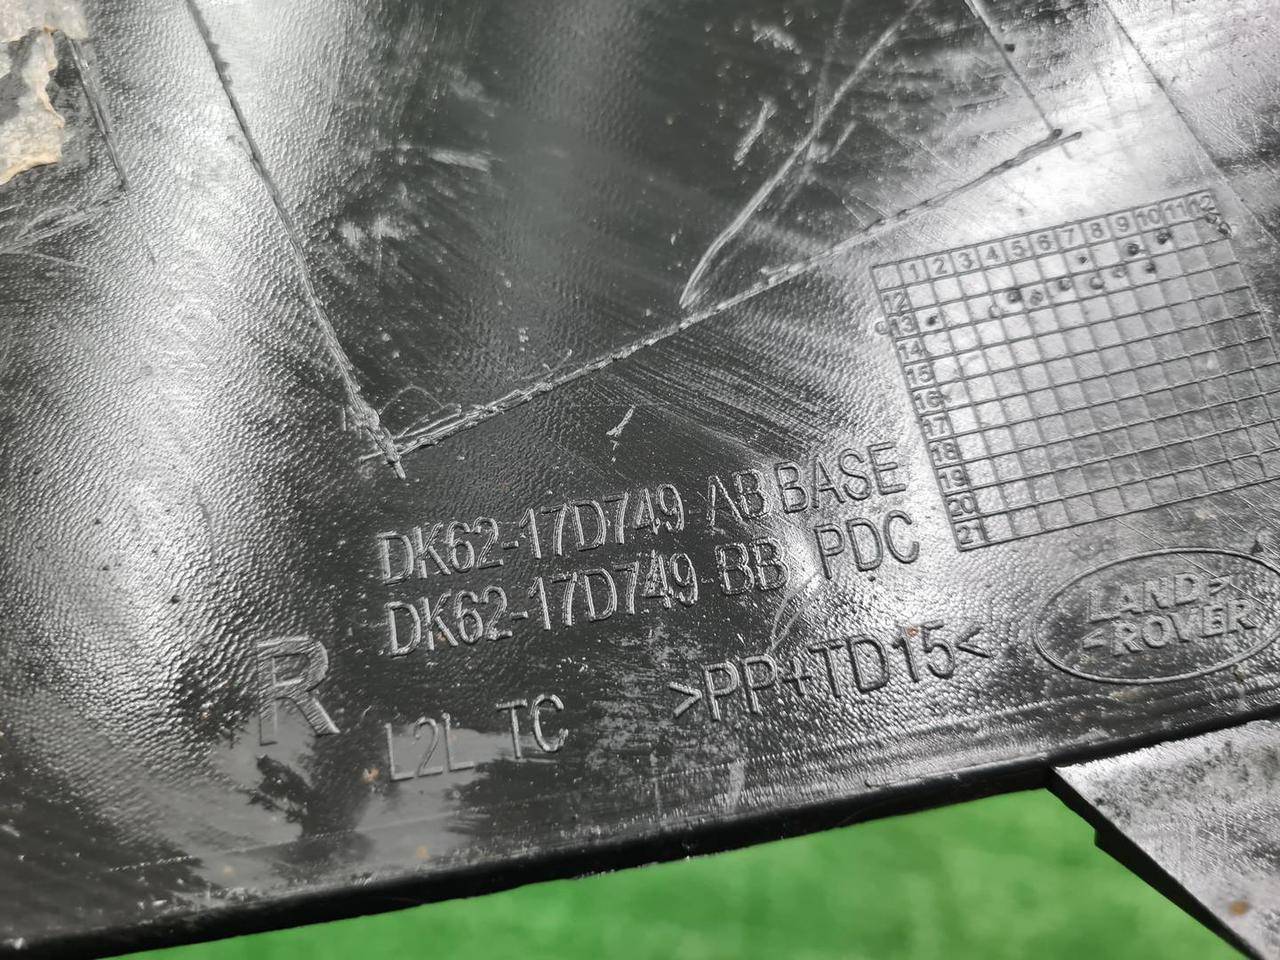 1 2 3 4 5 6 7 8 9 10 11 12
12
13
14
15
16
17
18
19
20
21
DK62-17D749-AB BASE
DK62-17D749-BB PDC
R
L2L TC
>PP+TD15<
LAND
ROVER